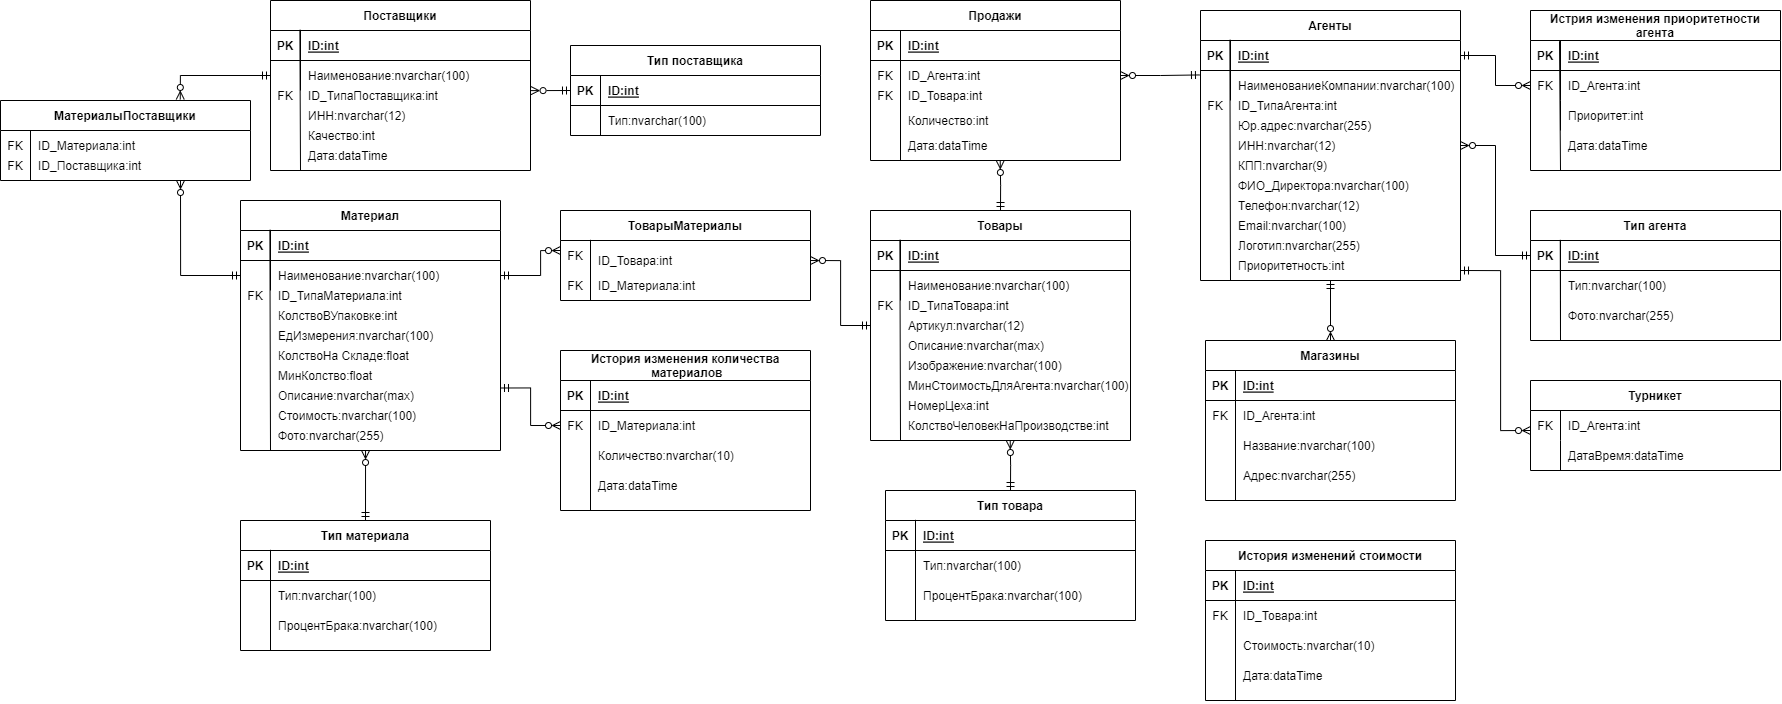 Поставщики
PK ID:int
Наименование:nvarchar(100)
FK ID_ТипаПоставщика:int
ИНН:nvarchar(12)
Качество:int
Дата:dataTime
Тип поставщика
PK ID:int
Тип:nvarchar(100)
МатериалыПоставщики
FK ID_Материала:int
FK ID_Поставщика:int
Материал
PK ID:int
Наименование:nvarchar(100)
FK ID_ТипаМатериала:int
КолствоВУпаковке:int
ЕдИзмерения:nvarchar(100)
КолствоНа Складе:float
МинКолство:float
Описание:nvarchar(max)
Стоимость:nvarchar(100)
Фото:nvarchar(255)
Тип материала
PK ID:int
Тип:nvarchar(100)
ПроцентБрака:nvarchar(100)
ТоварыМатериалы
FK ID_Товара:int
FK ID_Материала:int
История изменения количества
материалов
PK ID:int
FK ID_Материала:int
Количество:nvarchar(10)
Дата:dataTime
Продажи
PK ID:int
FK ID_Агента:int
FK ID_Товара:int
Количество:int
Дата:dataTime
Товары
PK ID:int
Наименование:nvarchar(100)
FK ID_ТипаТовара:int
Артикул:nvarchar(12)
Описание:nvarchar(max)
Изображение:nvarchar(100)
МинСтоимостьДляАгента:nvarchar(100)
НомерЦеха:int
КолствоЧеловекНаПроизводстве:int
Тип товара
PK ID:int
Тип:nvarchar(100)
ПроцентБрака:nvarchar(100)
Агенты
PK ID:int
НаименованиеКомпании:nvarchar(100)
FK ID_ТипаАгента:int
Юр.адрес:nvarchar(255)
ИНН:nvarchar(12)
КПП:nvarchar(9)
ФИО_Директора:nvarchar(100)
Телефон:nvarchar(12)
Email:nvarchar(100)
Логотип:nvarchar(255)
Приоритетность:int
Магазины
PK ID:int
FK ID_Агента:int
Название:nvarchar(100)
Адрес:nvarchar(255)
История изменений стоимости
PK ID:int
FK ID_Товара:int
Стоимость:nvarchar(10)
Дата:dataTime
Истрия изменения приоритетности
агента
PK ID:int
FK ID_Агента:int
Приоритет:int
Дата:dataTime
Тип агента
PK ID:int
Тип:nvarchar(100)
Фото:nvarchar(255)
Турникет
FK ID_Агента:int
ДатаВремя:dataTime